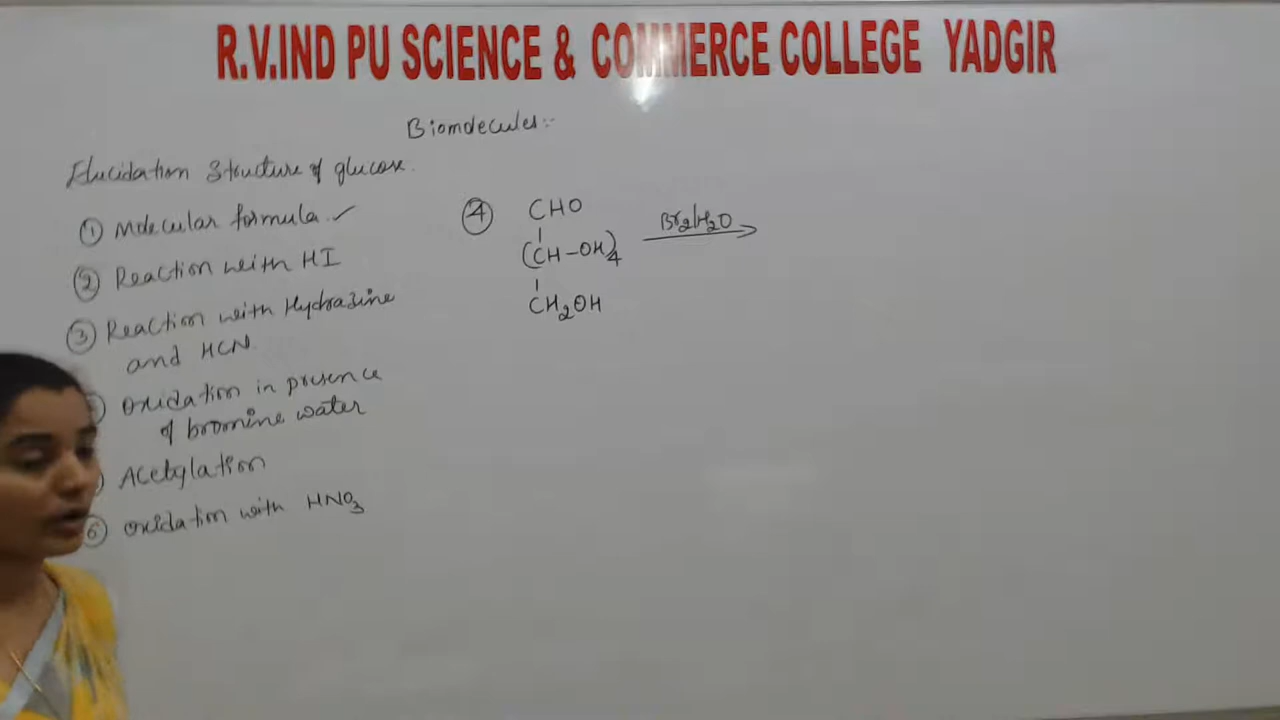 R.V.IND PU SCIENCE & COMMERCE COLLEGE YADGIR
Biomolecules:-
Elucidation Structure of glucose.
① Molecular formula ✓
② Reaction with HI
③ Reaction with Hydrazine
and HCN.
Oxidation in presence
of bromine water
Acetylation
⑥ Oxidation with HNO₃
④ CHO
(CH-OH)₄
CH₂OH
Br₂/H₂O →